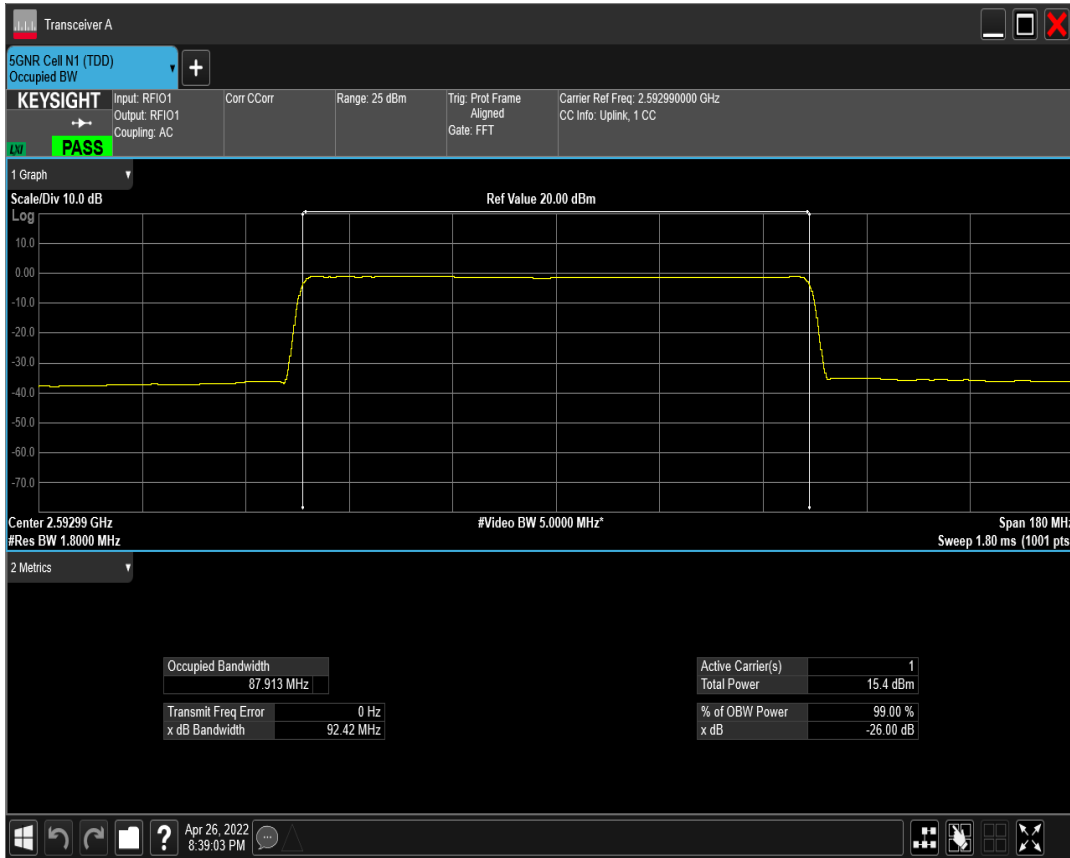 Transceiver A
5GNR Cell N1 (TDD)
Occupied BW
+
KEYSIGHT
LXI
PASS
Input: RFIO1
Output: RFIO1
Coupling: AC
Corr CCorr
Range: 25 dBm
Trig: Prot Frame
Aligned
Gate: FFT
Carrier Ref Freq: 2.592990000 GHz
CC Info: Uplink, 1 CC
1 Graph
Scale/Div 10.0 dB
Ref Value 20.00 dBm
Log
10.0
0.00
-10.0
-20.0
-30.0
-40.0
-50.0
-60.0
-70.0
Center 2.59299 GHz
#Video BW 5.0000 MHz*
Span 180 MHz
#Res BW 1.8000 MHz
Sweep 1.80 ms (1001 pts
2 Metrics
Occupied Bandwidth
87.913 MHz
Transmit Freq Error 0 Hz
x dB Bandwidth 92.42 MHz
Active Carrier(s) 1
Total Power 15.4 dBm
% of OBW Power 99.00 %
x dB -26.00 dB
?
Apr 26, 2022
8:39:03 PM